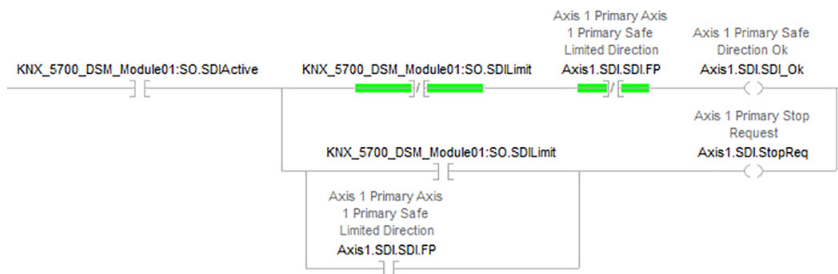 Axis 1 Primary Axis
1 Primary Safe
Limited Direction
Axis 1 Primary Safe
Direction Ok
KNX_5700_DSM_Module01:SO.SDIActive
KNX_5700_DSM_Module01:SO.SDILimit
Axis1.SDI.SDI.FP
Axis1.SDI.SDI_Ok
Axis 1 Primary Stop
Request
KNX_5700_DSM_Module01:SO.SDILimit
Axis1.SDI.StopReq
Axis 1 Primary Axis
1 Primary Safe
Limited Direction
Axis1.SDI.SDI.FP